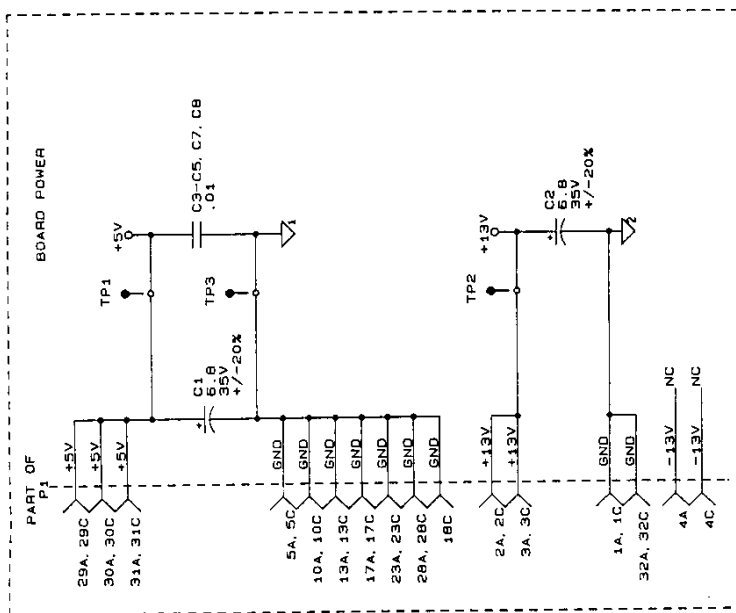 BOARD POWER
PART OF
P1
29A, 29C
+5V
30A, 30C
+5V
31A, 31C
+5V
C1
6.8
35V
+/-20%
TP1
TP3
+5V
C3-C5, C7, C8
.01
1
5A, 5C
GND
10A, 10C
GND
13A, 13C
GND
17A, 17C
GND
23A, 23C
GND
28A, 28C
GND
18C
GND
2A, 2C
+13V
3A, 3C
+13V
TP2
+13V
+
C2
6.8
35V
+/-20%
2
1A, 1C
GND
32A, 32C
GND
4A
-13V
NC
4C
-13V
NC